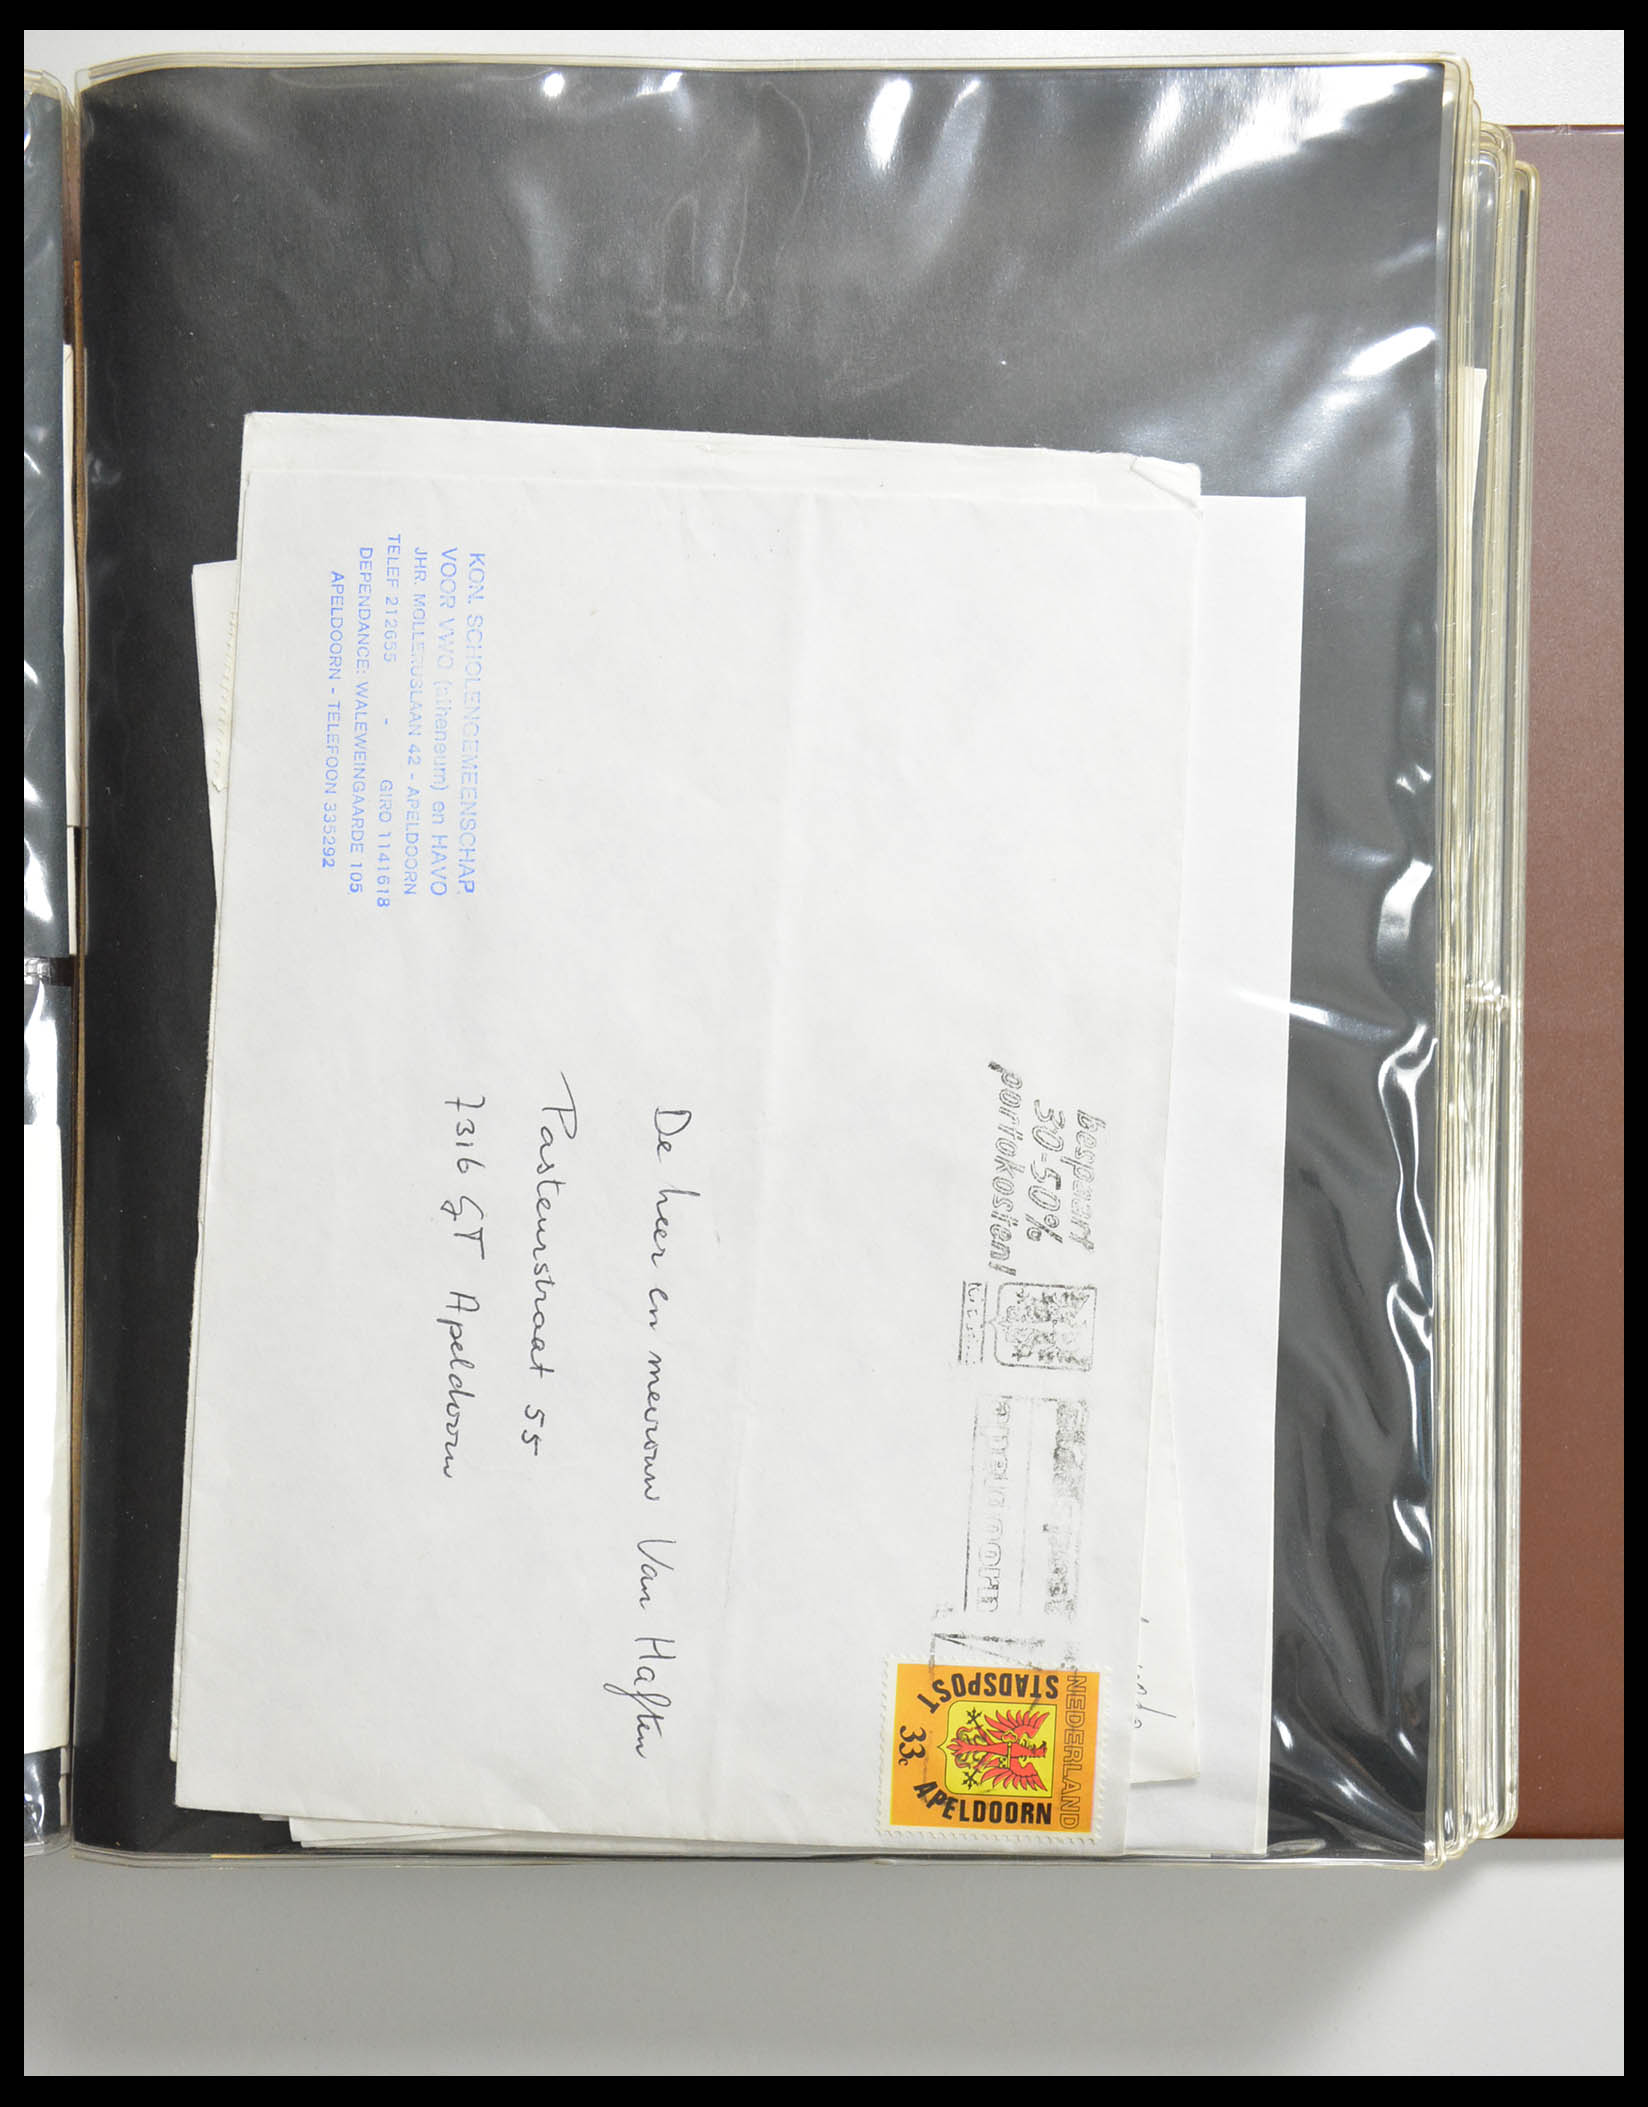 KON. SCHOLENGEMEENSCHAP
VOOR VWO (atheneum) en HAVO
JHR. MOLLERUSLAAN 42 - APELDOORN
TELEF 212655 - GIRO 1141618
DEPENDANCE: WALEWEINGAARDE 105
APELDOORN - TELEFOON 335292
bespaar
30-50%
portokosten!
apeldoorn
NEDERLAND
STADSPOST APELDOORN
33c
De heer en mevrouw Van Haften
Pasteurstraat 55
7316 GT Apeldoorn